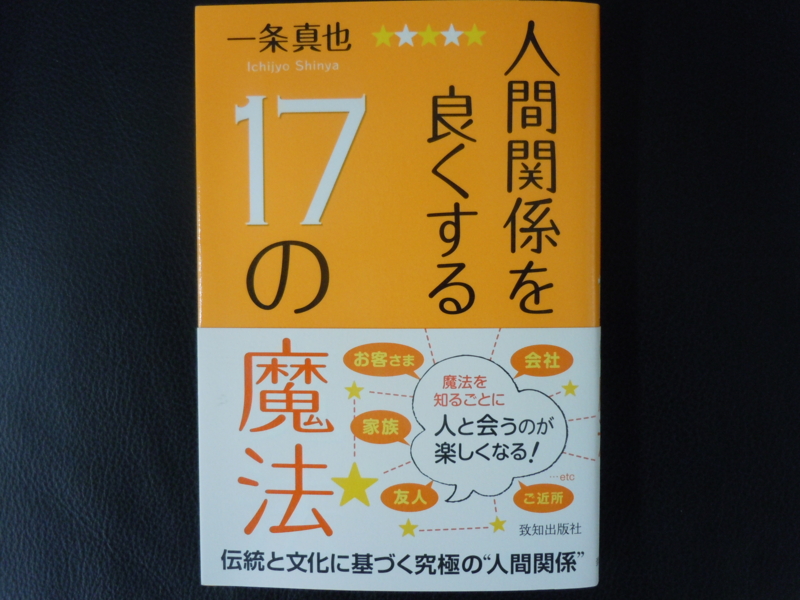 人間関係を
良くする
17の
魔法
一条真也
Ichijyo Shinya
お客さま
会社
魔法を
知るごとに
人と会うのが
楽しくなる!
家族
友人
…etc
ご近所
致知出版社
伝統と文化に基づく究極の“人間関係”